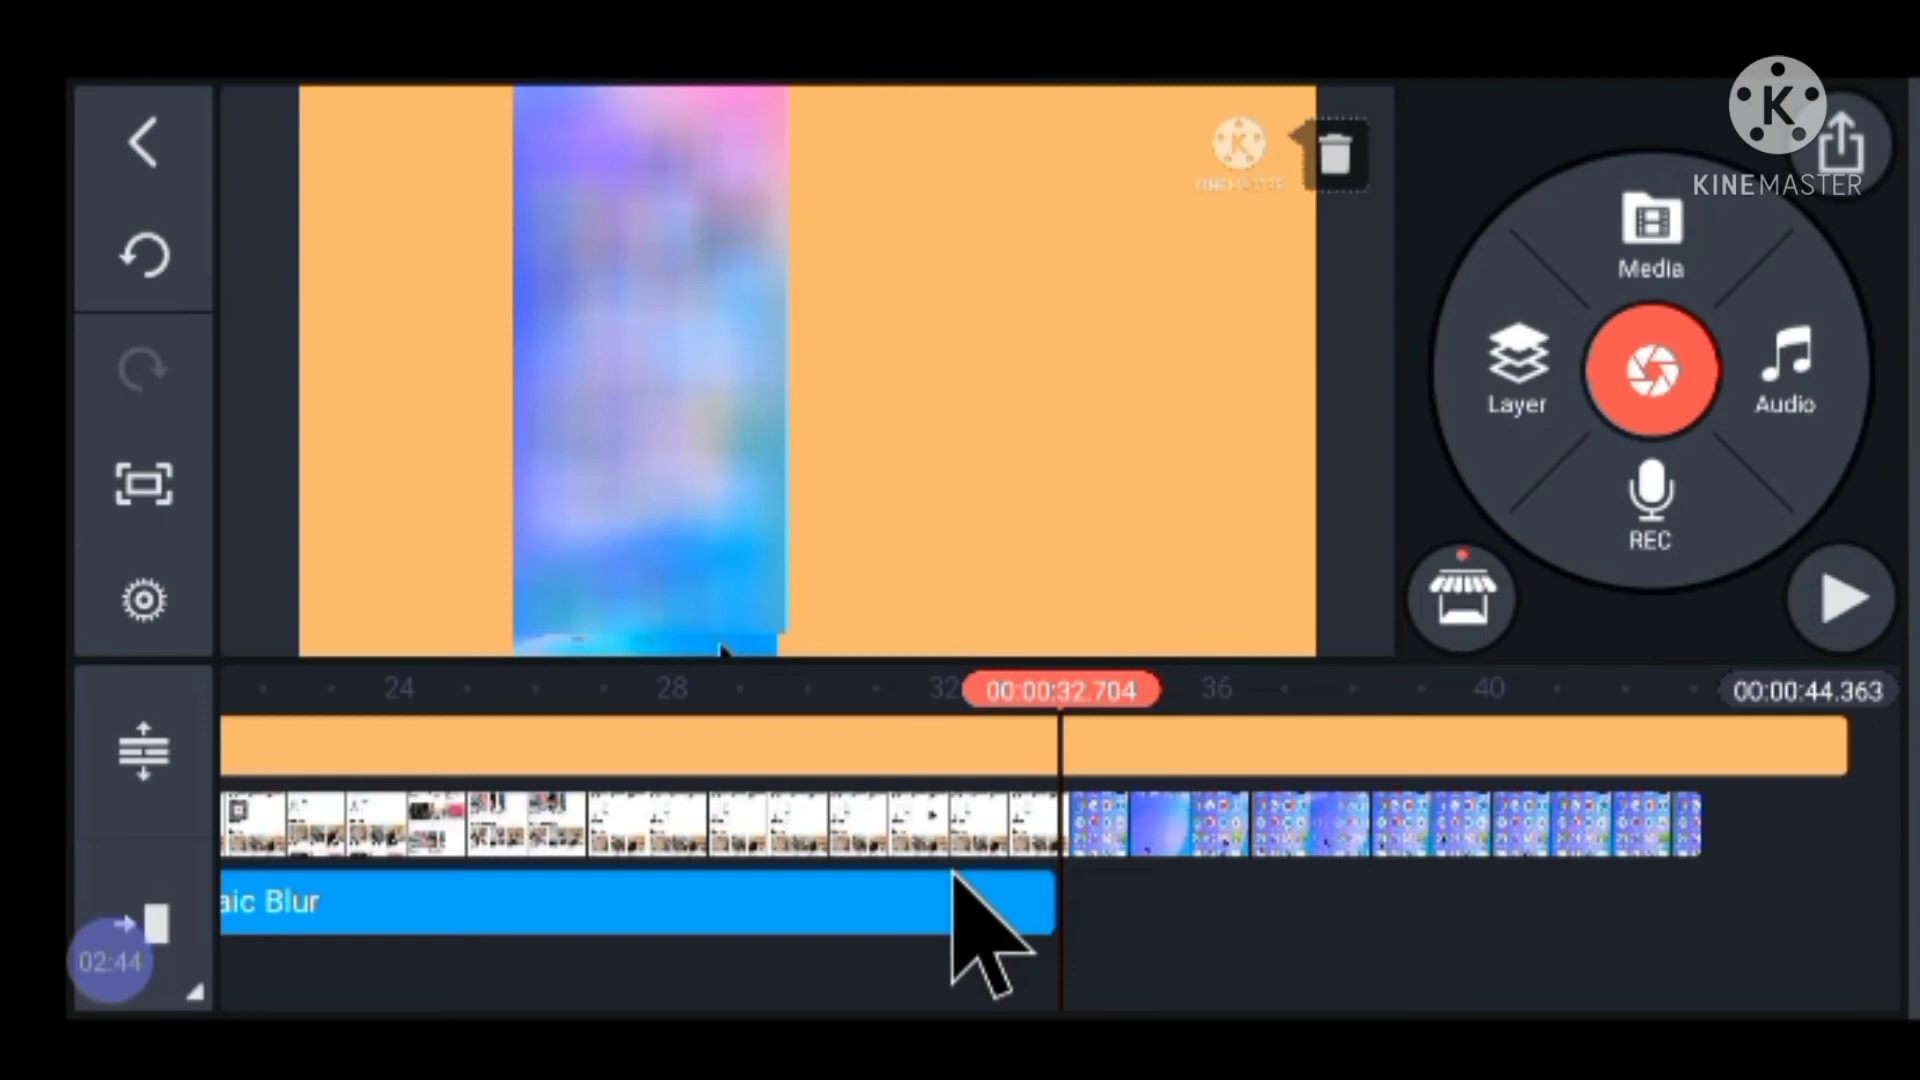 KINEMASTER
KINEMASTER
Media
Layer
Audio
REC
24
28
32
00:00:32.704
36
40
00:00:44.363
aic Blur
02:44